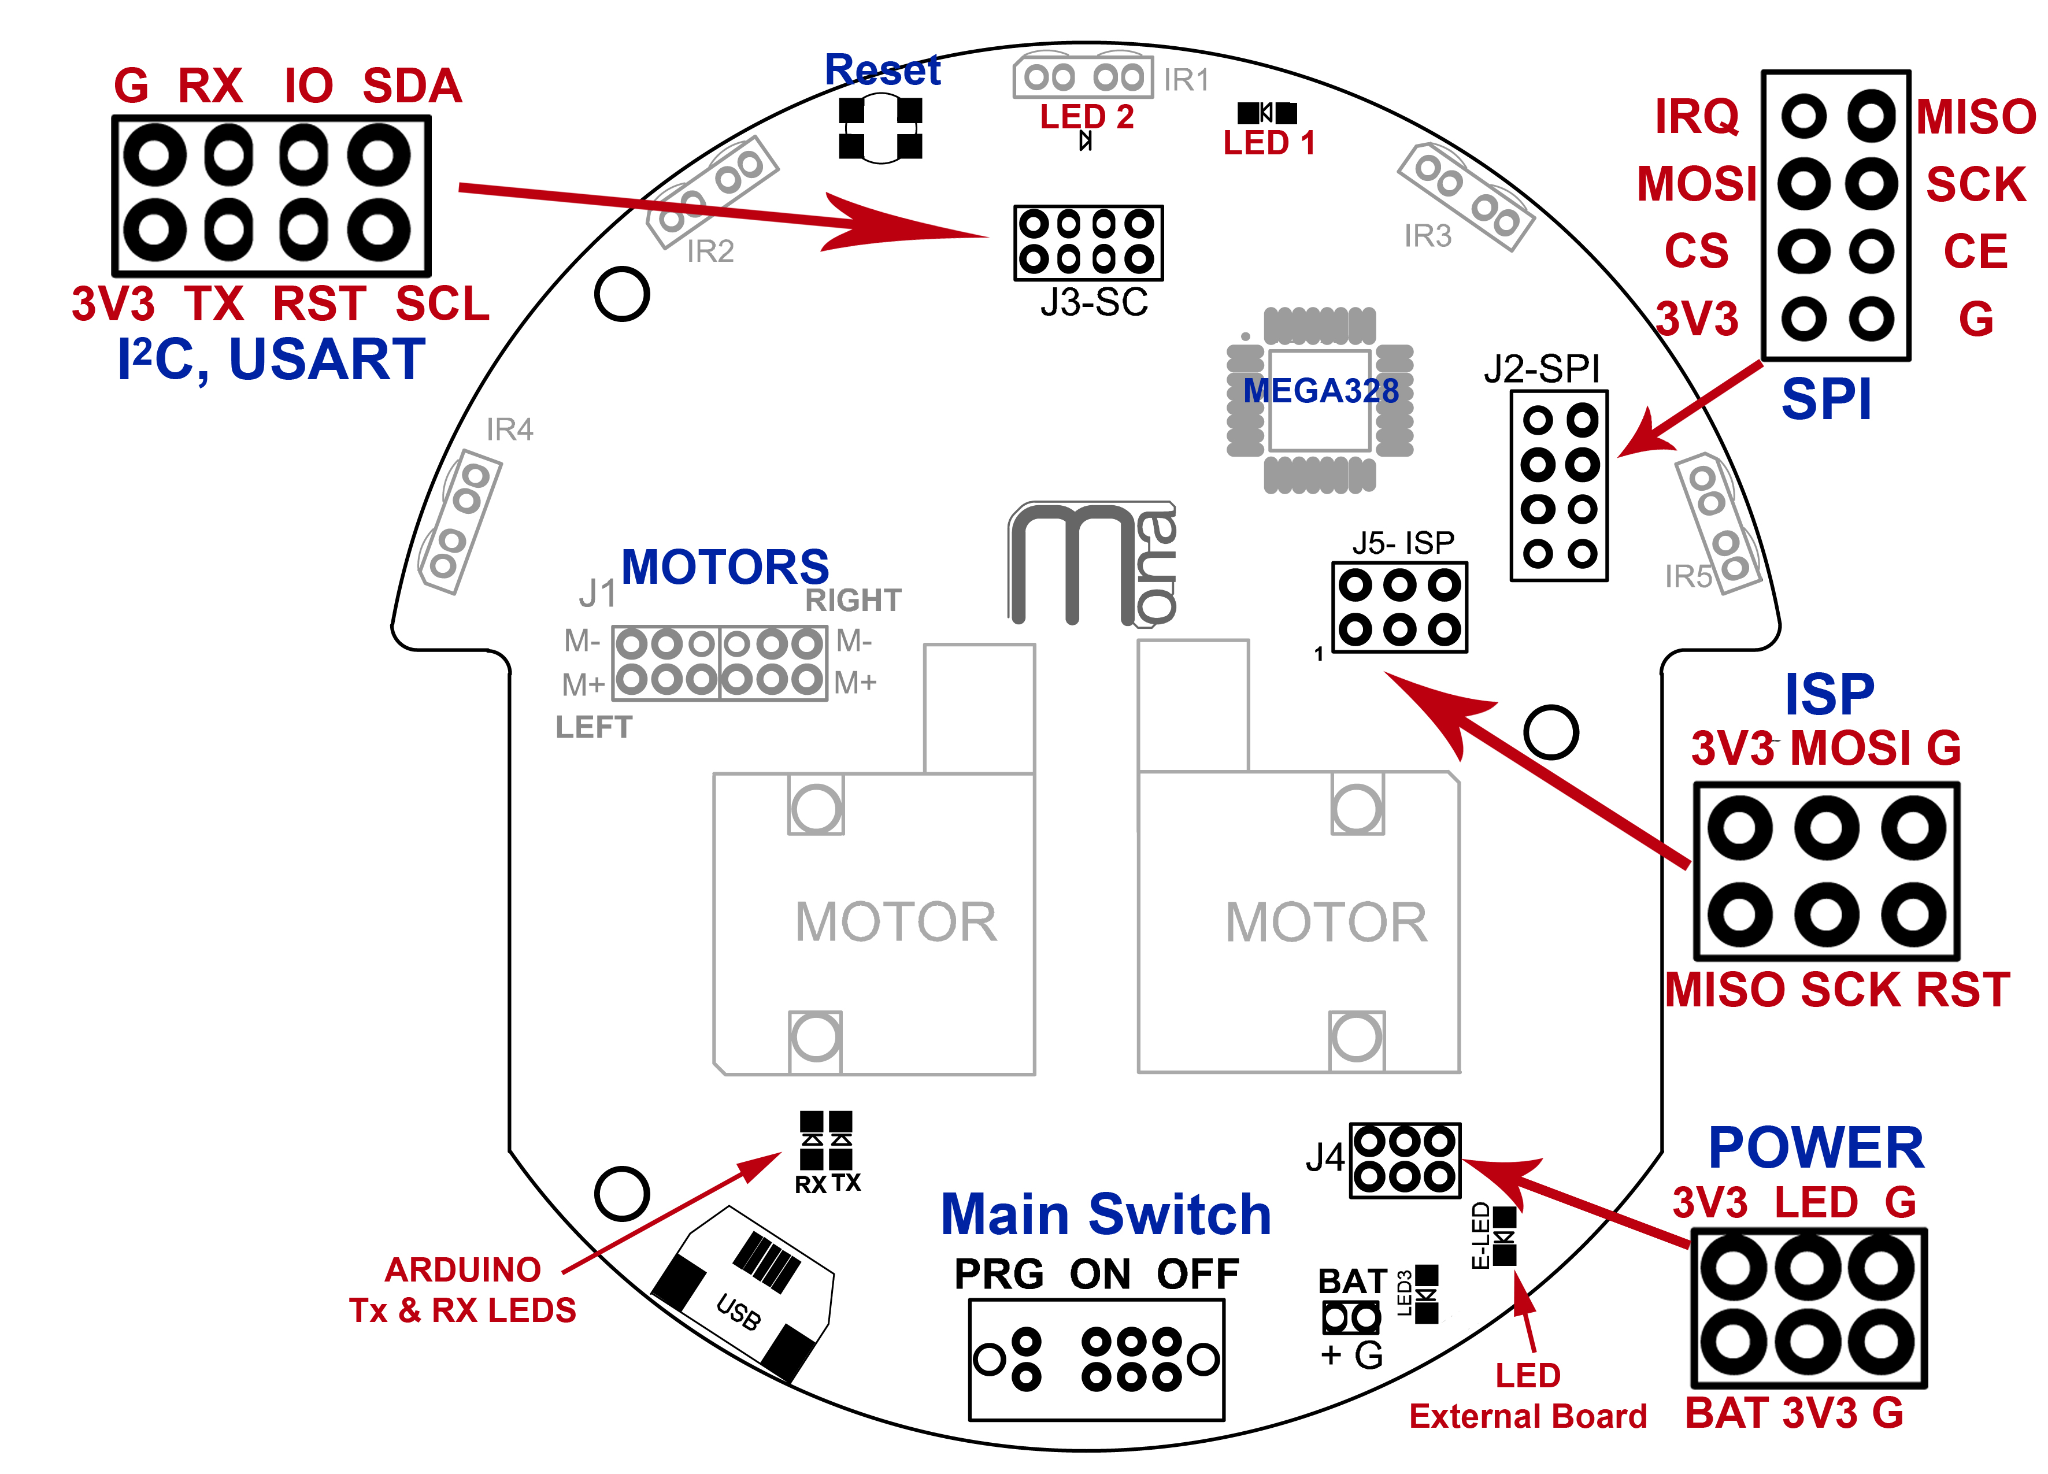 G RX IO SDA
3V3 TX RST SCL
I²C, USART
Reset
IR1
LED 2
LED 1
IR2
IR3
J3-SC
IRQ MISO
MOSI SCK
CS CE
3V3 G
SPI
J2-SPI
MEGA328
IR4
IR5
mona
J5- ISP
1
MOTORS
J1
RIGHT
M- M-
M+ M+
LEFT
ISP
3V3 MOSI G
MISO SCK RST
MOTOR
MOTOR
RX TX
ARDUINO
Tx & RX LEDS
USB
Main Switch
PRG ON OFF
J4
POWER
3V3 LED G
BAT 3V3 G
E-LED
LED3
BAT
+ G
LED
External Board